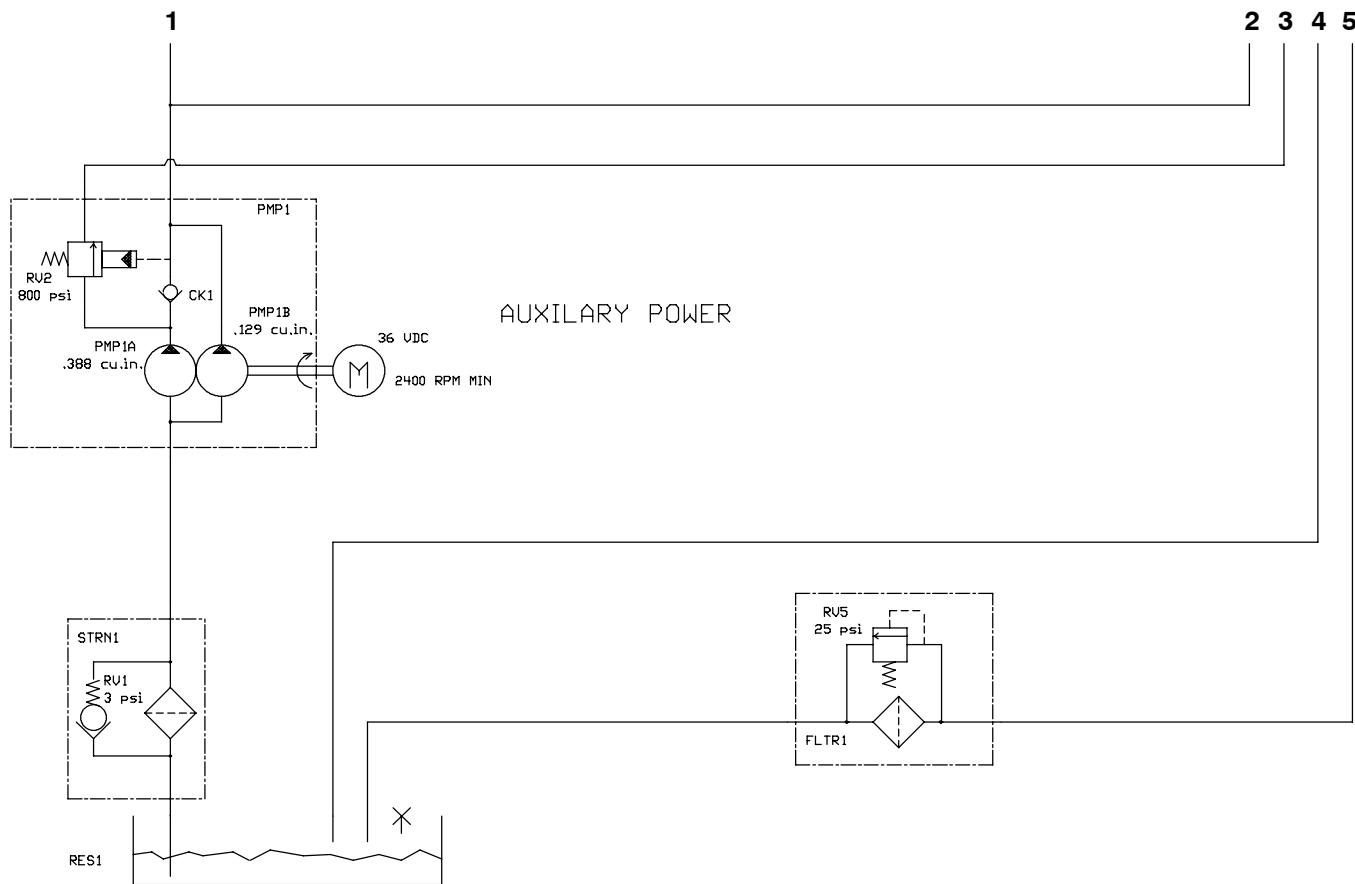 1
2 3 4 5
PMP1
RV2
800 psi
CK1
PMP1B
.129 cu.in.
AUXILARY POWER
PMP1A
.388 cu.in.
36 VDC
M
2400 RPM MIN
STRN1
RV1
3 psi
RV5
25 psi
FLTR1
RES1